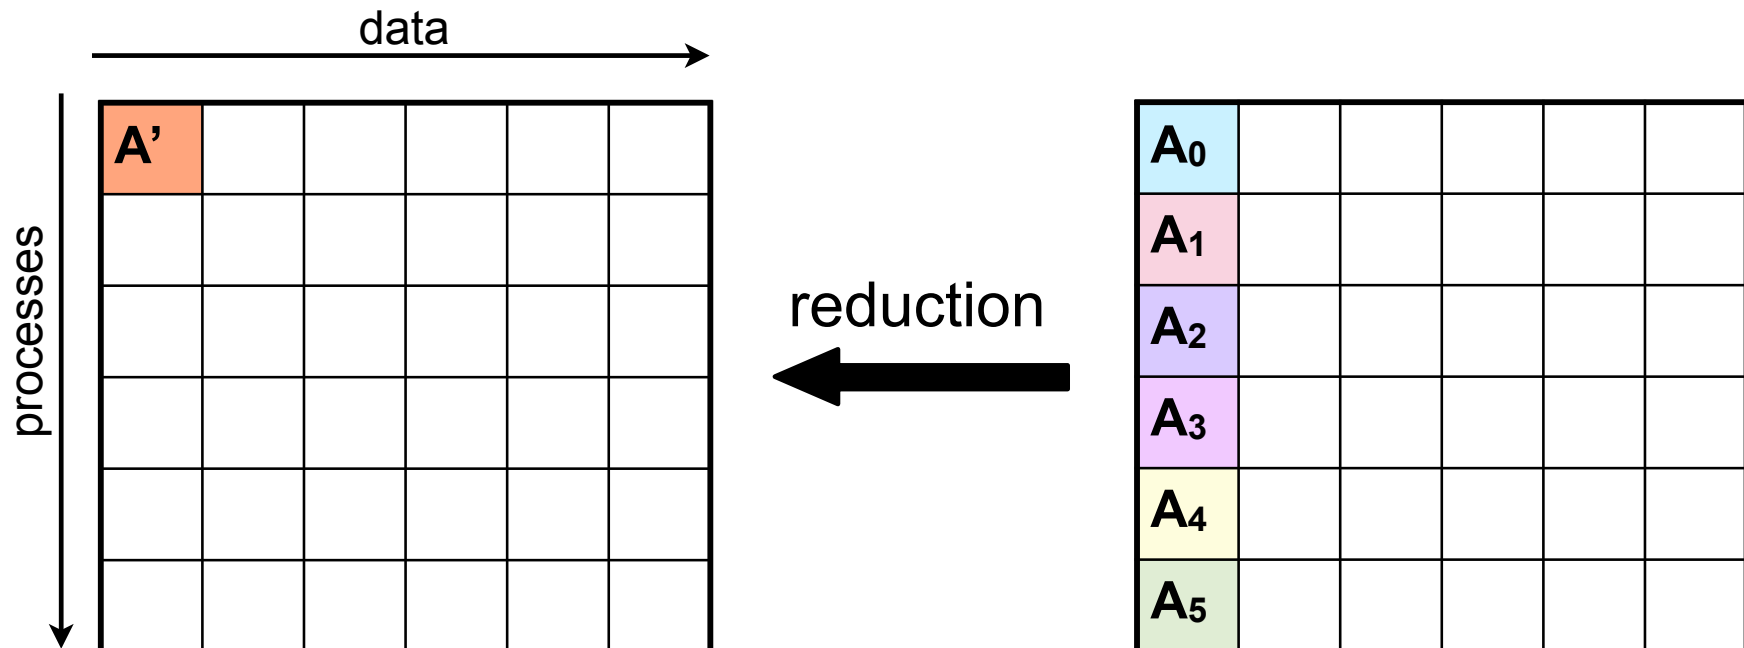 data
processes
A’
reduction
A₀
A₁
A₂
A₃
A₄
A₅